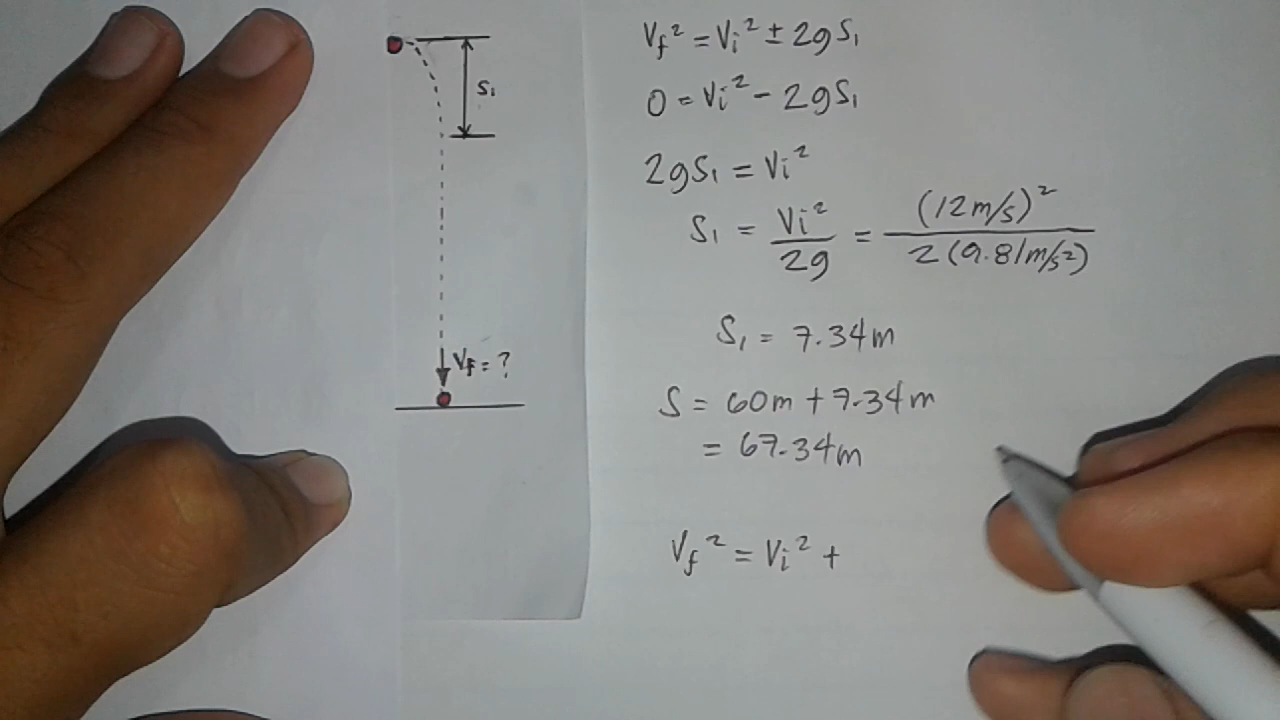 S₁
V_f = ?
V_f² = V_i² ± 2gS₁
0 = V_i² - 2gS₁
2gS₁ = V_i²
S₁ = V_i²/2g = (12m/s)²/2(9.81m/s²)
S₁ = 7.34m
S = 60m + 7.34m
= 67.34m
V_f² = V_i² +